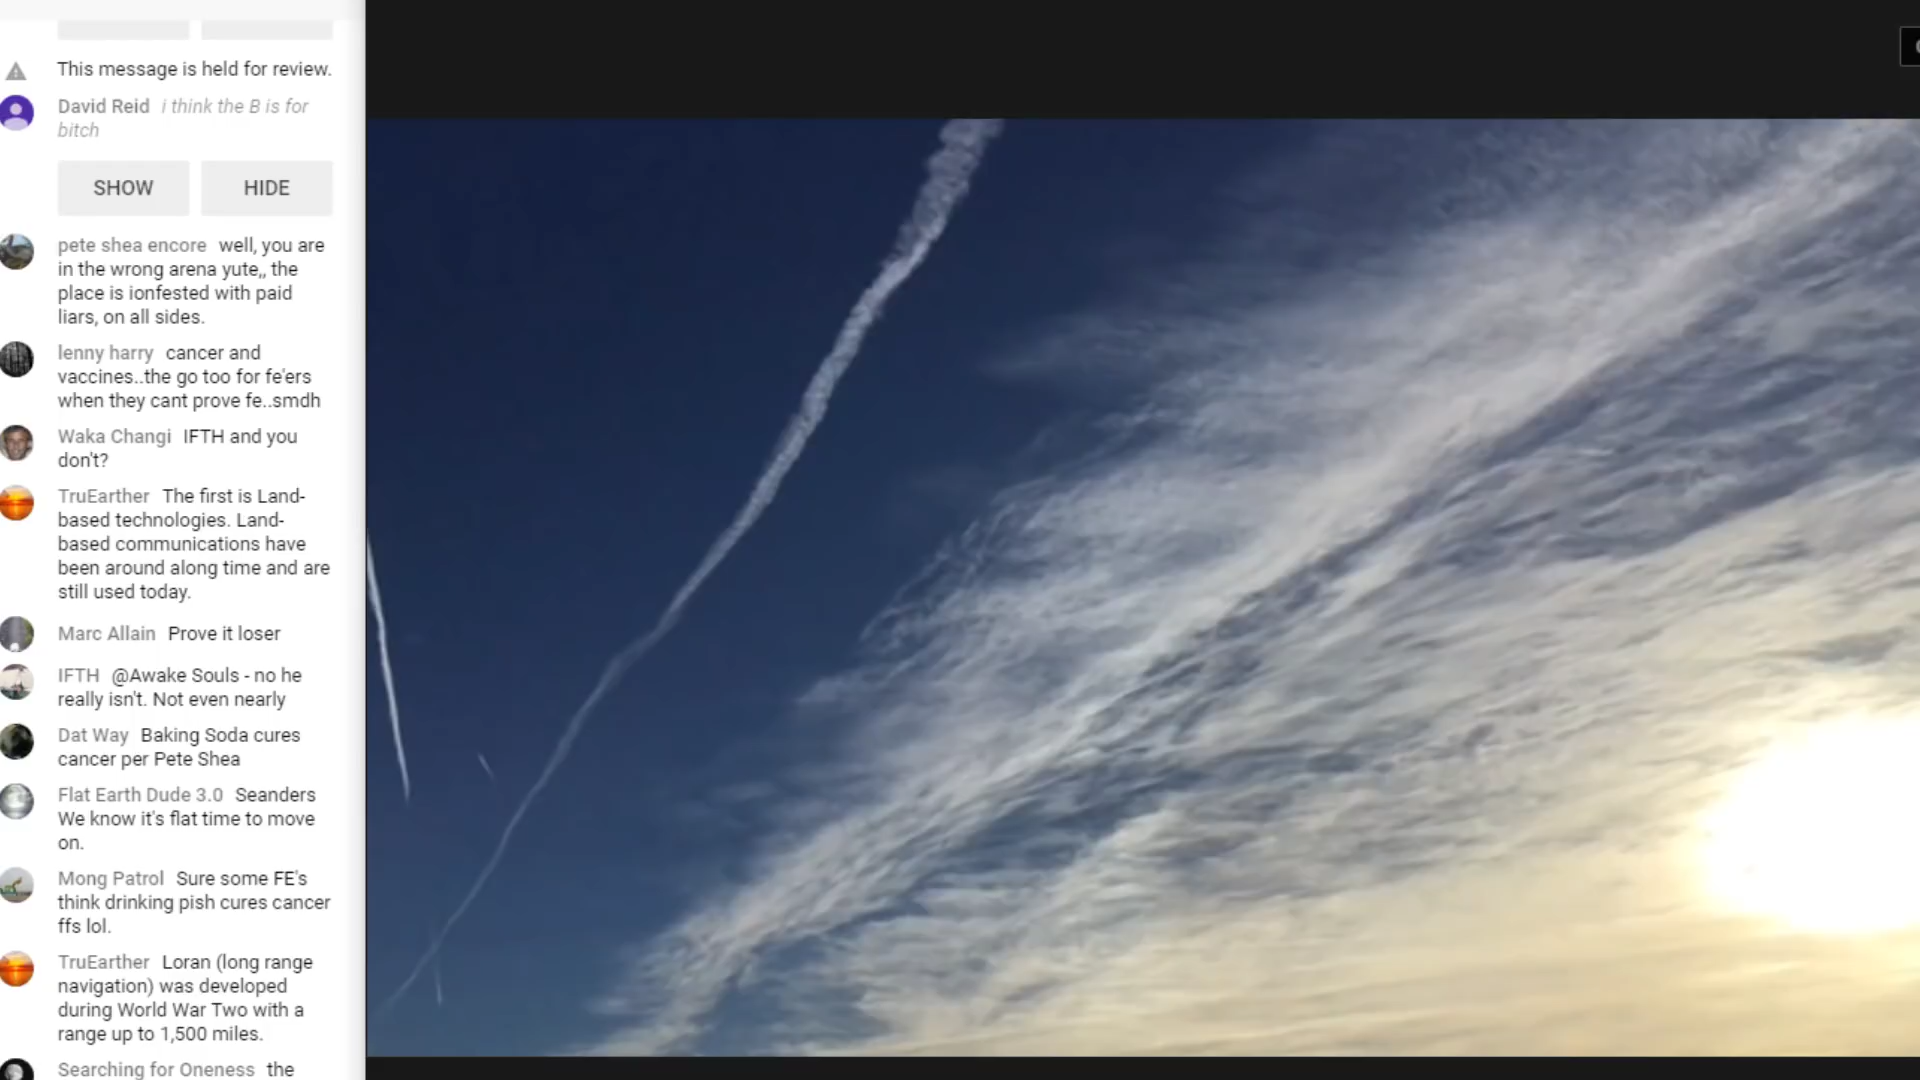 This message is held for review.
David Reid i think the B is for
bitch
SHOW HIDE
pete shea encore well, you are
in the wrong arena yute,, the
place is ionfested with paid
liars, on all sides.
lenny harry cancer and
vaccines..the go too for fe'ers
when they cant prove fe..smdh
Waka Changi IFTH and you
don't?
TruEarther The first is Land-
based technologies. Land-
based communications have
been around along time and are
still used today.
Marc Allain Prove it loser
IFTH @Awake Souls - no he
really isn't. Not even nearly
Dat Way Baking Soda cures
cancer per Pete Shea
Flat Earth Dude 3.0 Seanders
We know it's flat time to move
on.
Mong Patrol Sure some FE's
think drinking pish cures cancer
ffs lol.
TruEarther Loran (long range
navigation) was developed
during World War Two with a
range up to 1,500 miles.
Searching for Oneness the